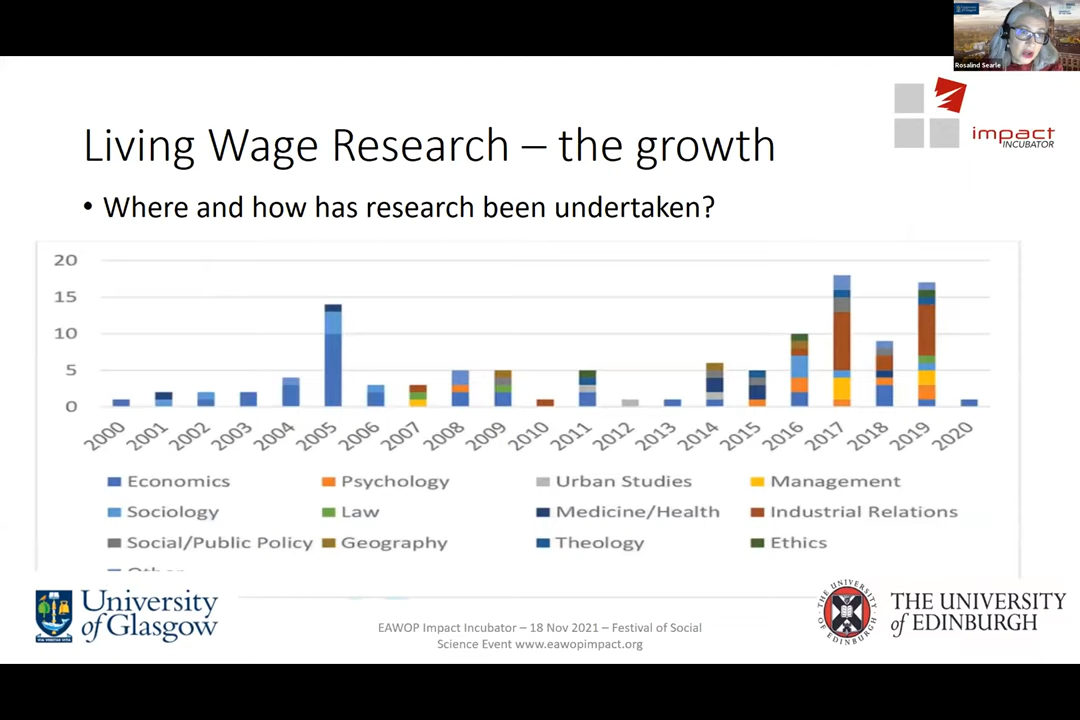 Rosalind Searle
impact
INCUBATOR
Living Wage Research – the growth
• Where and how has research been undertaken?
20
15
10
5
0
2000 2001 2002 2003 2004 2005 2006 2007 2008 2009 2010 2011 2012 2013 2014 2015 2016 2017 2018 2019 2020
Economics Psychology Urban Studies Management
Sociology Law Medicine/Health Industrial Relations
Social/Public Policy Geography Theology Ethics
Other
University
of Glasgow
EAWOP Impact Incubator – 18 Nov 2021 – Festival of Social
Science Event www.eawopimpact.org
THE UNIVERSITY
of EDINBURGH